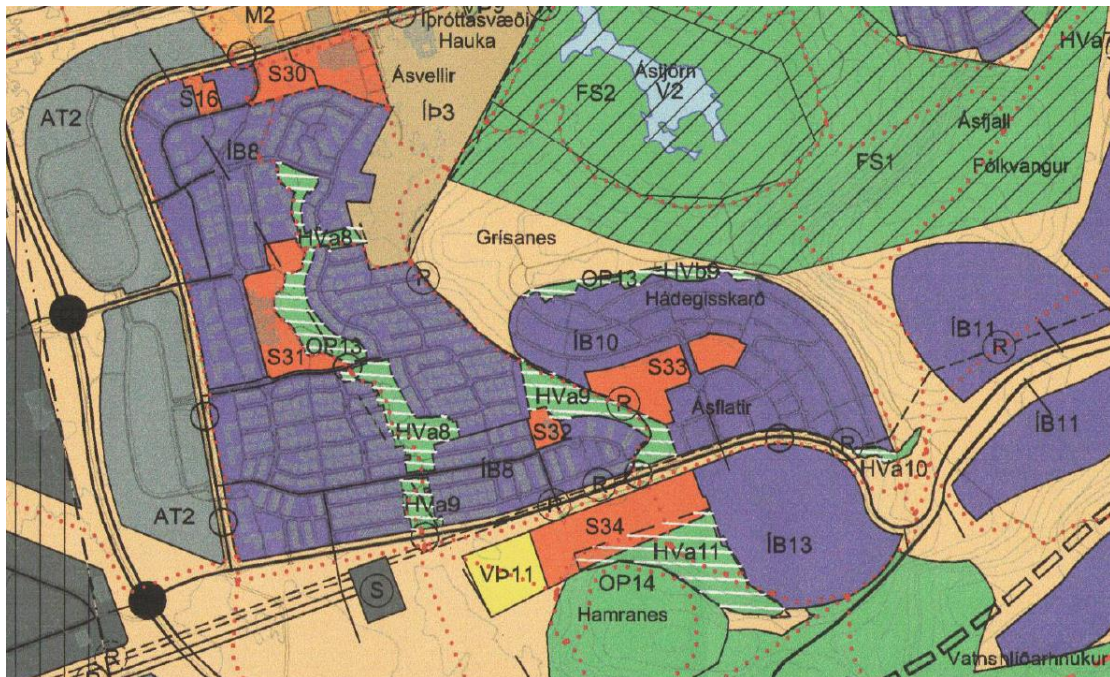 M2
VÞ9
Íþróttasvæði
Hauka
S30
Ásvellir
S16
ÍÞ3
AT2
ÍB8
FS2
Ástjörn
V2
HVa7
Ásfjall
FS1
Fólkvangur
HVa8
Grísanes
R
OP13
HVb9
Hádegisskarð
ÍB10
ÍB11
R
OP13
S31
S33
HVa9
R
Ásflatir
HVa8
S32
ÍB11
ÍB8
R
R
HVa10
HVa9
R
AT2
S34
HVa11
ÍB13
VÞ11
OP14
S
Hamranes
R
Vatnshlíðarhnúkur